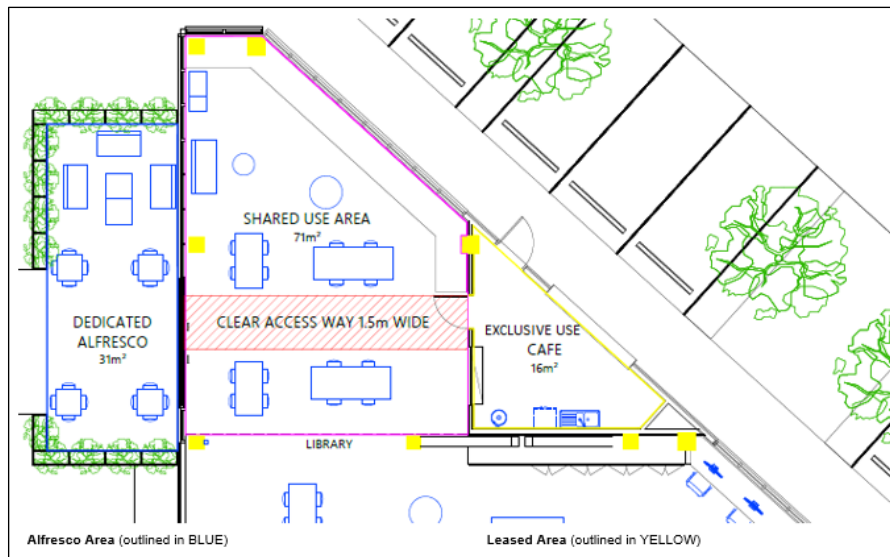 SHARED USE AREA
71m²
DEDICATED
ALFRESCO
31m²
CLEAR ACCESS WAY 1.5m WIDE
EXCLUSIVE USE
CAFE
16m²
LIBRARY
Alfresco Area (outlined in BLUE)
Leased Area (outlined in YELLOW)